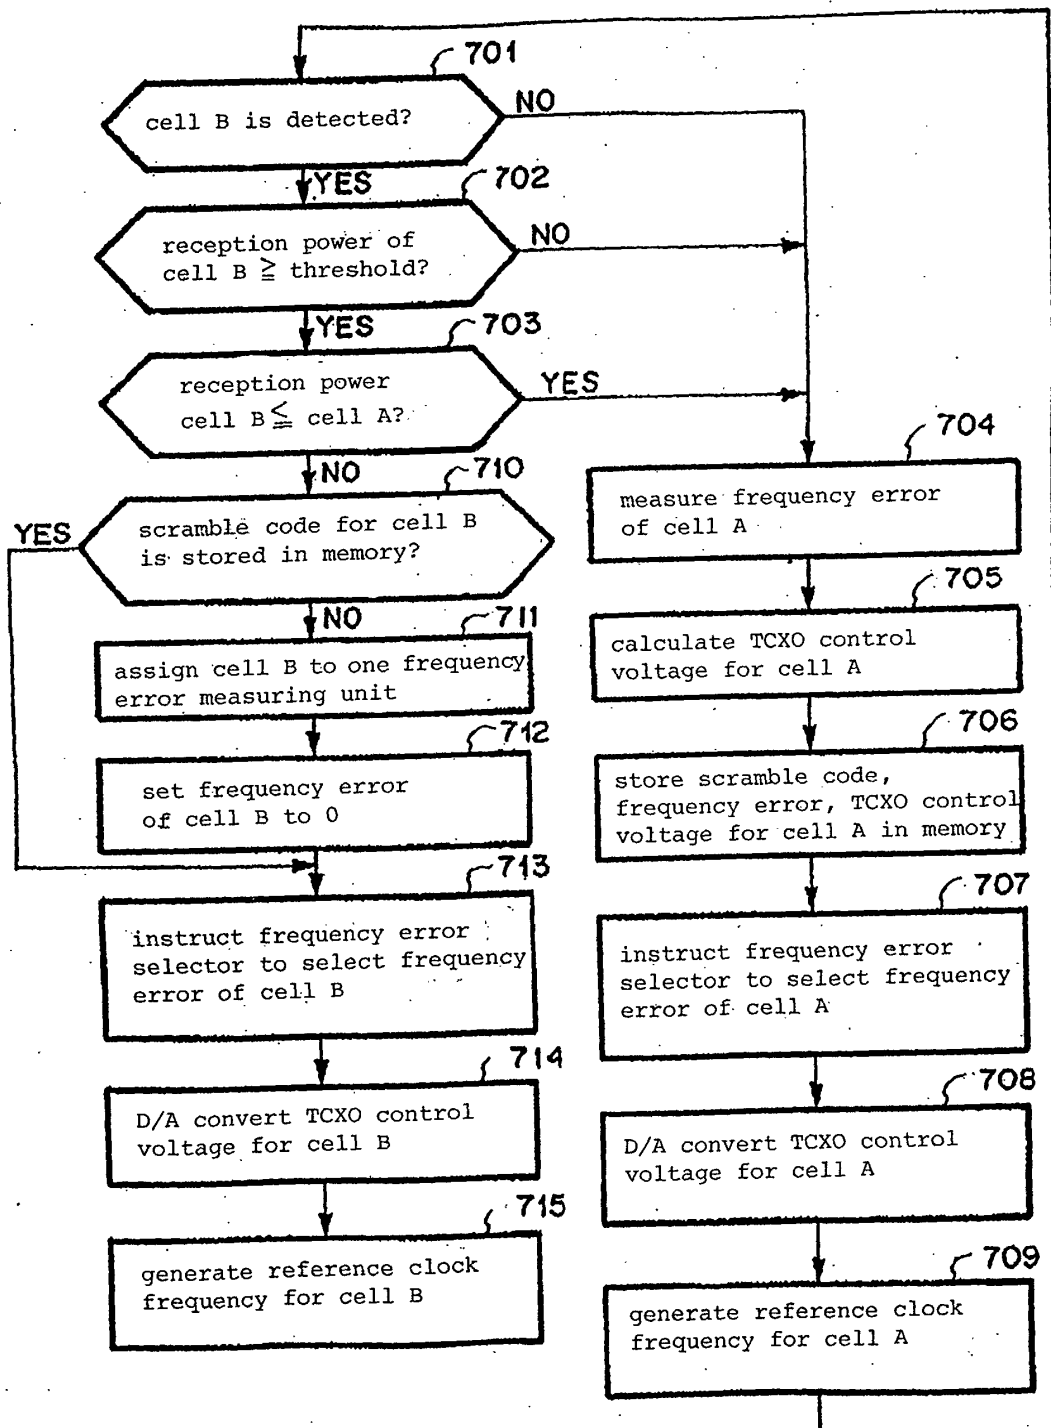 701
cell B is detected?
NO
YES
702
reception power of
cell B ≧ threshold?
NO
YES
703
reception power
cell B ≦ cell A?
YES
NO
710
scramble code for cell B
is stored in memory?
YES
NO
711
assign cell B to one frequency
error measuring unit
712
set frequency error
of cell B to 0
713
instruct frequency error
selector to select frequency
error of cell B
714
D/A convert TCXO control
voltage for cell B
715
generate reference clock
frequency for cell B
704
measure frequency error
of cell A
705
calculate TCXO control
voltage for cell A
706
store scramble code,
frequency error, TCXO control
voltage for cell A in memory
707
instruct frequency error
selector to select frequency
error of cell A
708
D/A convert TCXO control
voltage for cell A
709
generate reference clock
frequency for cell A